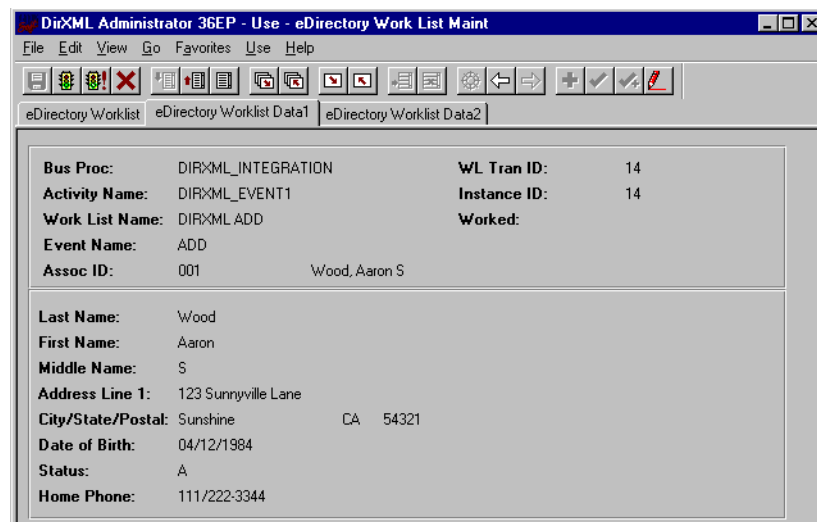 DirXML Administrator 36EP - Use - eDirectory Work List Maint
File Edit View Go Favorites Use Help
eDirectory Worklist eDirectory Worklist Data1 eDirectory Worklist Data2
Bus Proc: DIRXML_INTEGRATION WL Tran ID: 14
Activity Name: DIRXML_EVENT1 Instance ID: 14
Work List Name: DIRXML ADD Worked:
Event Name: ADD
Assoc ID: 001 Wood, Aaron S
Last Name: Wood
First Name: Aaron
Middle Name: S
Address Line 1: 123 Sunnyville Lane
City/State/Postal: Sunshine CA 54321
Date of Birth: 04/12/1984
Status: A
Home Phone: 111/222-3344